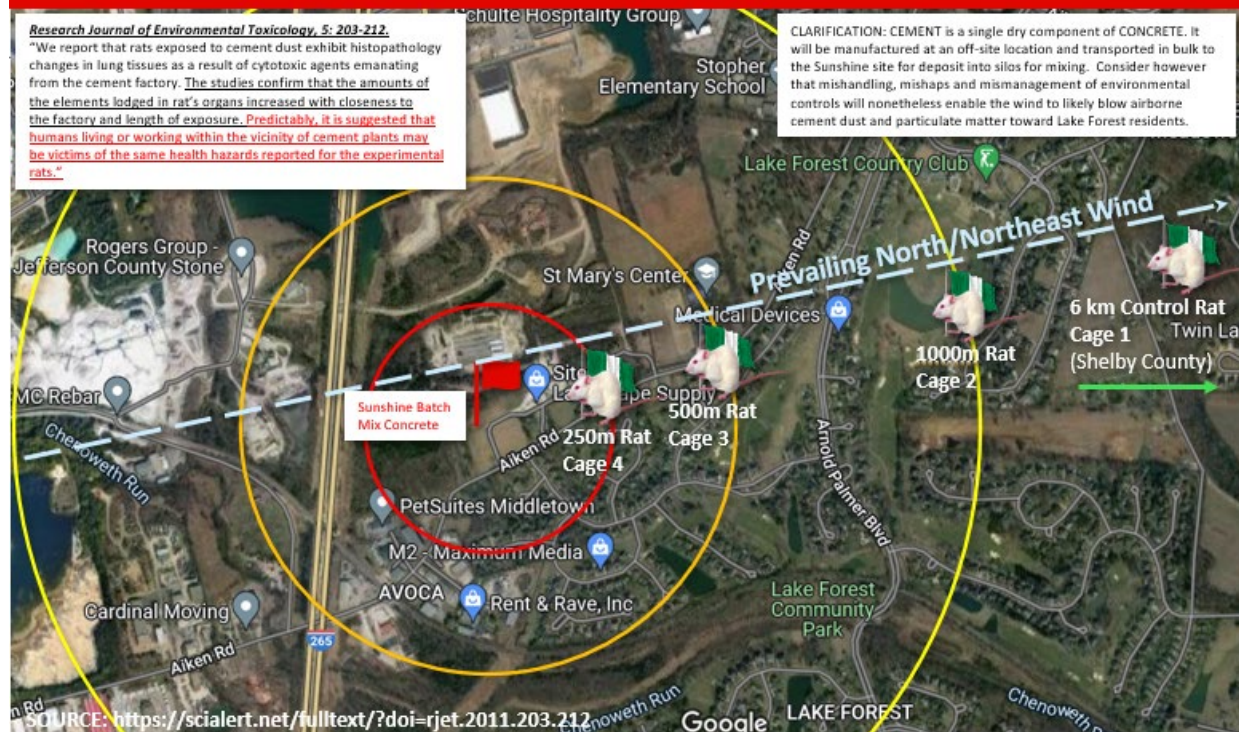 Research Journal of Environmental Toxicology, 5: 203-212.
"We report that rats exposed to cement dust exhibit histopathology
changes in lung tissues as a result of cytotoxic agents emanating
from the cement factory. The studies confirm that the amounts of
the elements lodged in rat's organs increased with closeness to
the factory and length of exposure. Predictably, it is suggested that
humans living or working within the vicinity of cement plants may
be victims of the same health hazards reported for the experimental
rats."
Schulte Hospitality Group
Stopher
Elementary School
CLARIFICATION: CEMENT is a single dry component of CONCRETE. It
will be manufactured at an off-site location and transported in bulk to
the Sunshine site for deposit into silos for mixing. Consider however
that mishandling, mishaps and mismanagement of environmental
controls will nonetheless enable the wind to likely blow airborne
cement dust and particulate matter toward Lake Forest residents.
Lake Forest Country Club
Rogers Group -
Jefferson County Stone
St Mary's Center
Aiken Rd
Prevailing North/Northeast Wind
Medical Devices
6 km Control Rat
Cage 1
(Shelby County)
Twin La
1000m Rat
Cage 2
MC Rebar
Site
Landscape Supply
Sunshine Batch
Mix Concrete
500m Rat
Cage 3
250m Rat
Cage 4
Aiken Rd
Arnold Palmer Blvd
Chenoweth Run
PetSuites Middletown
M2 - Maximum Media
AVOCA
Rent & Rave, Inc
Lake Forest
Community
Park
Cardinal Moving
265
Aiken Rd
n Rd
SOURCE: https://scialert.net/fulltext/?doi=rjet.2011.203.212
Chenoweth Run
Google
LAKE FOREST
Chenoweth Run